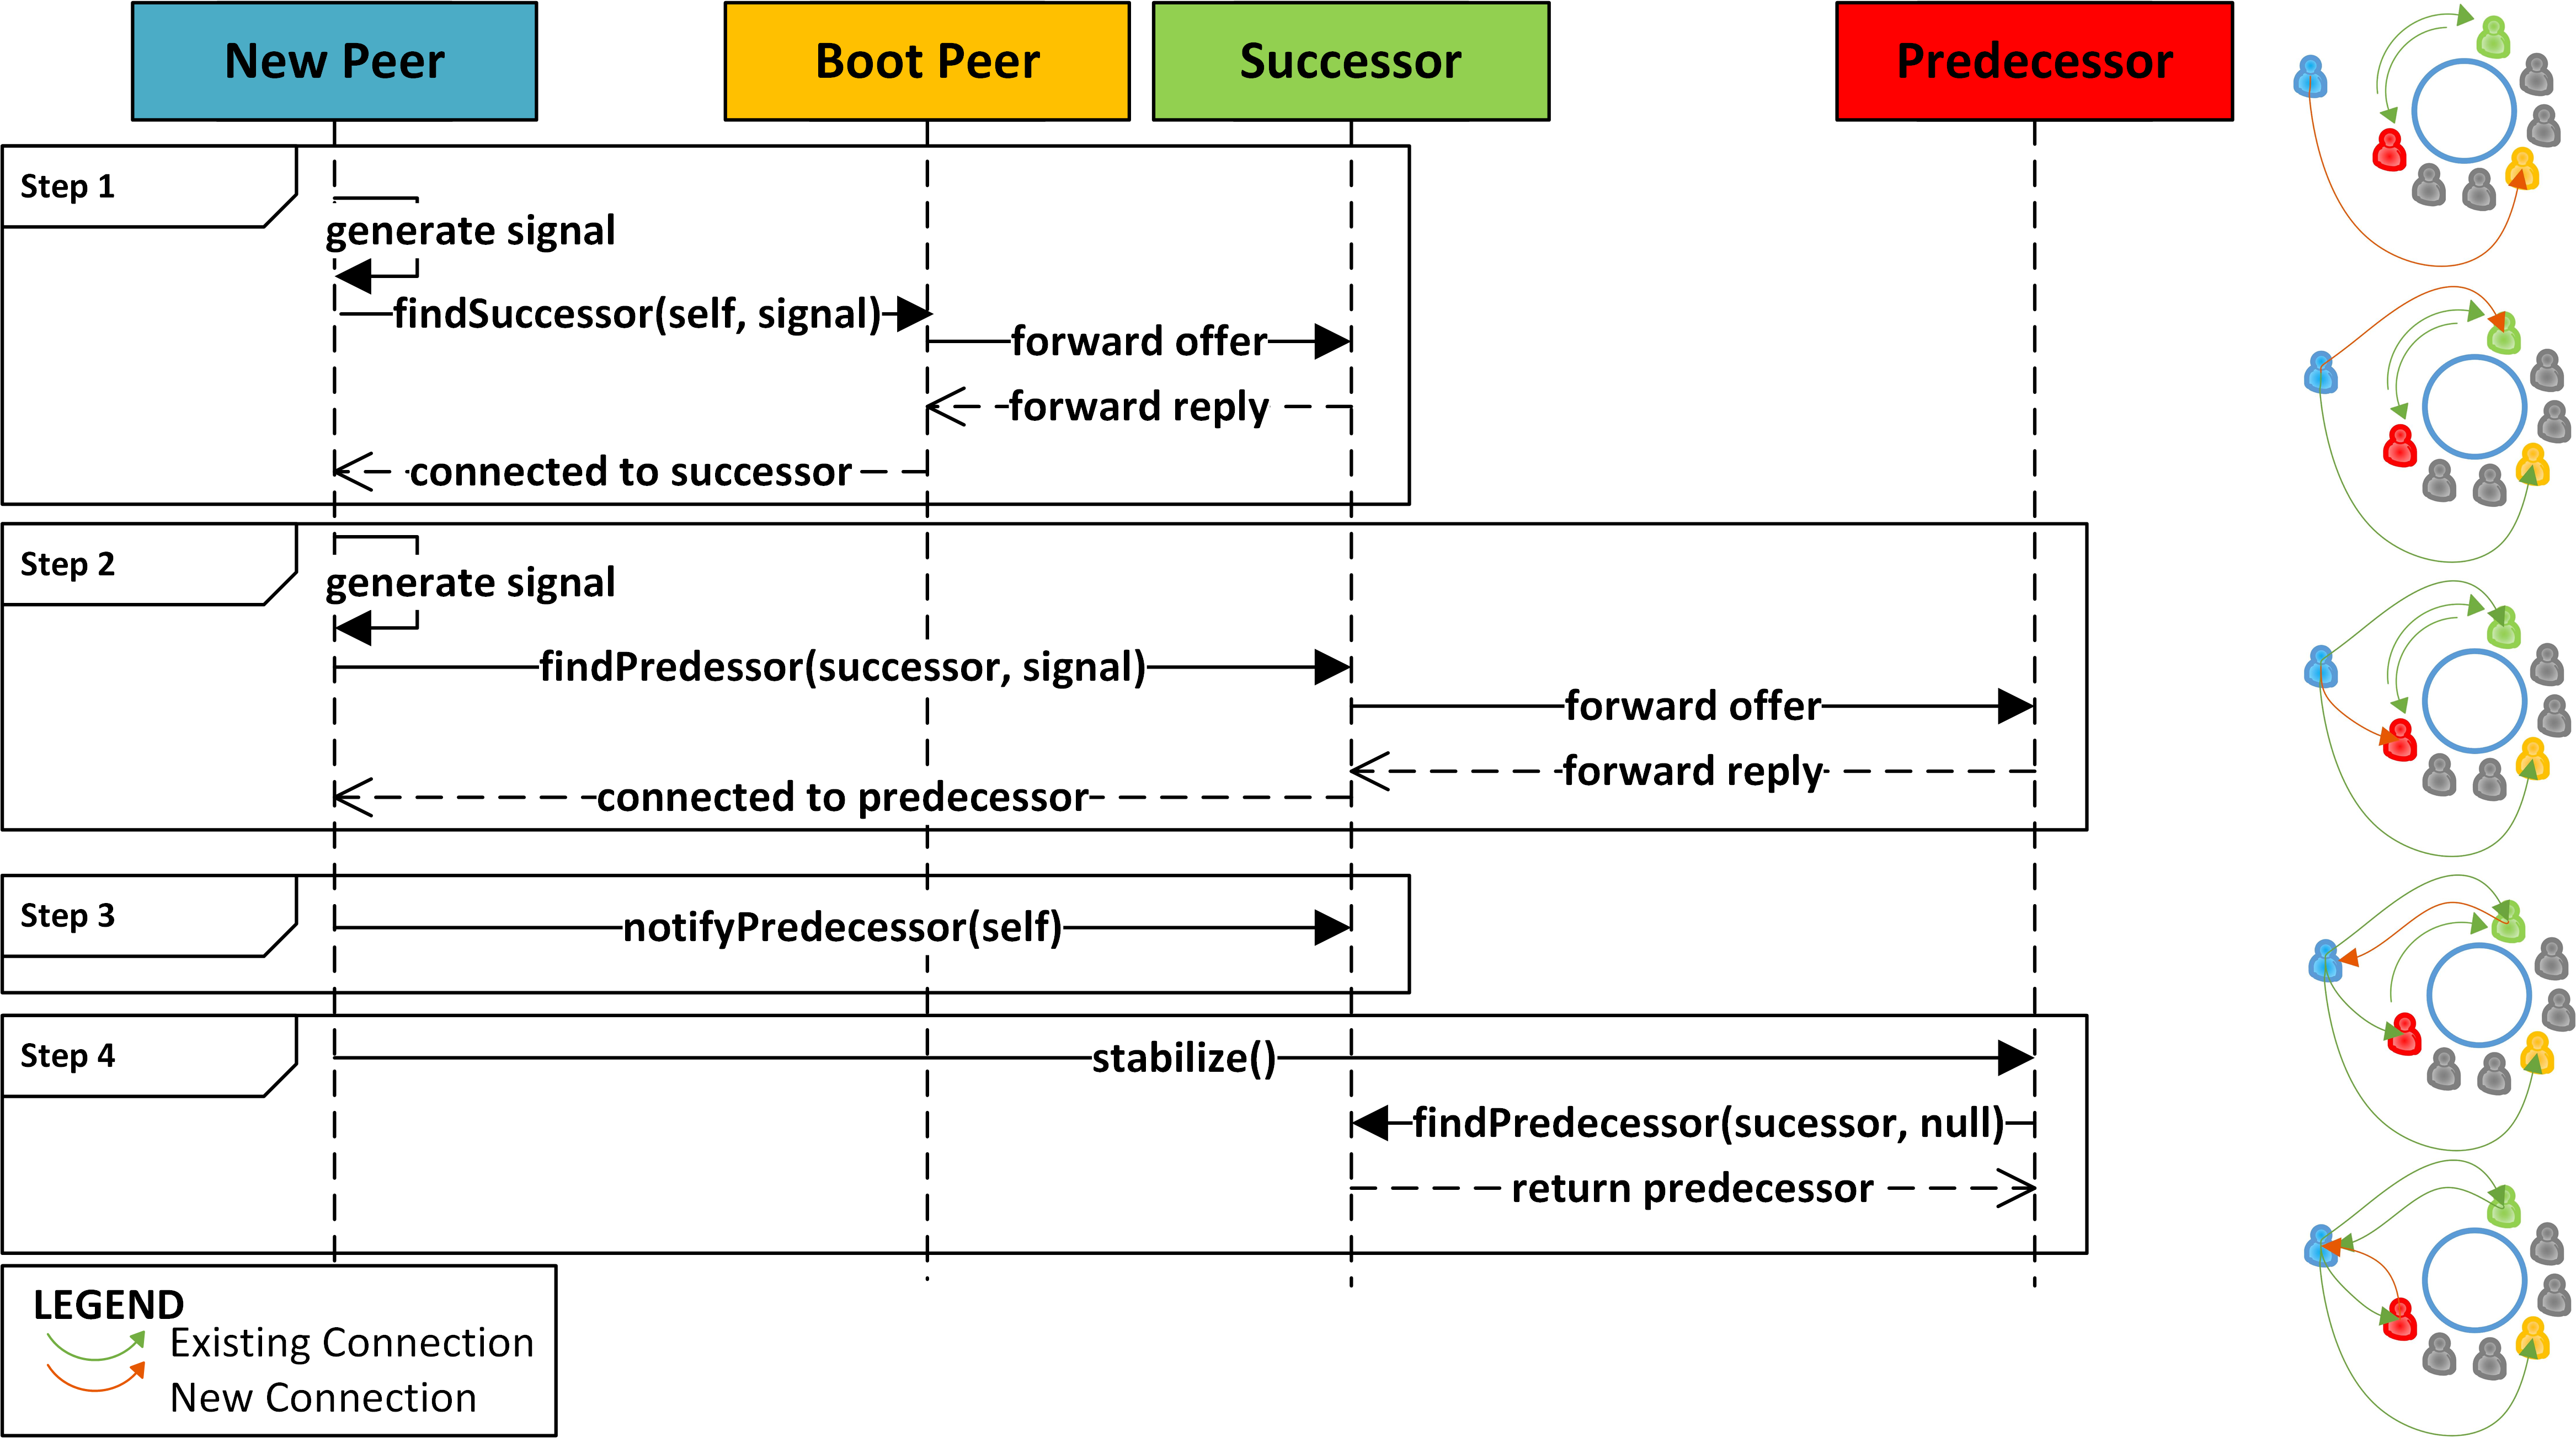 New Peer
Boot Peer
Successor
Predecessor
Step 1
generate signal
findSuccessor(self, signal)
forward offer
forward reply
connected to successor
Step 2
generate signal
findPredessor(successor, signal)
forward offer
forward reply
connected to predecessor
Step 3
notifyPredecessor(self)
Step 4
stabilize()
findPredecessor(sucessor, null)
return predecessor
LEGEND
Existing Connection
New Connection